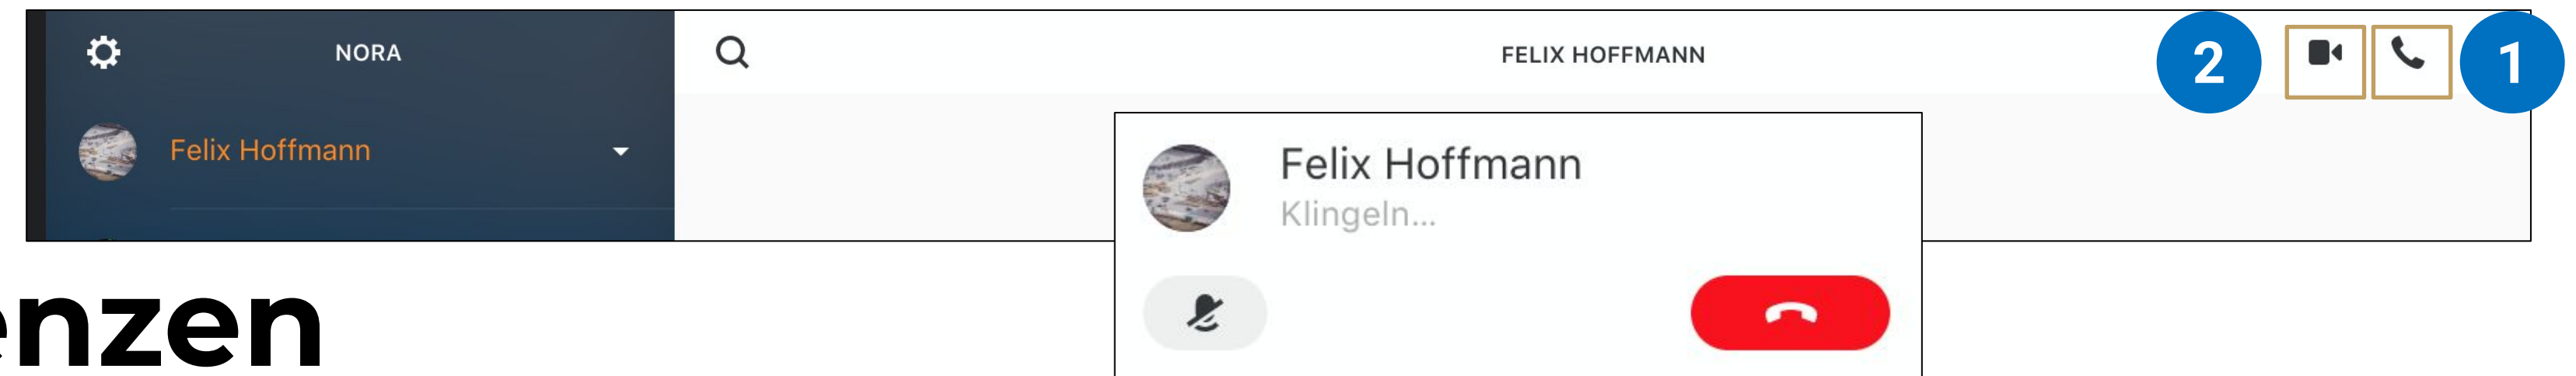 NORA
FELIX HOFFMANN
2
1
Felix Hoffmann
Felix Hoffmann
Klingeln...
enzen